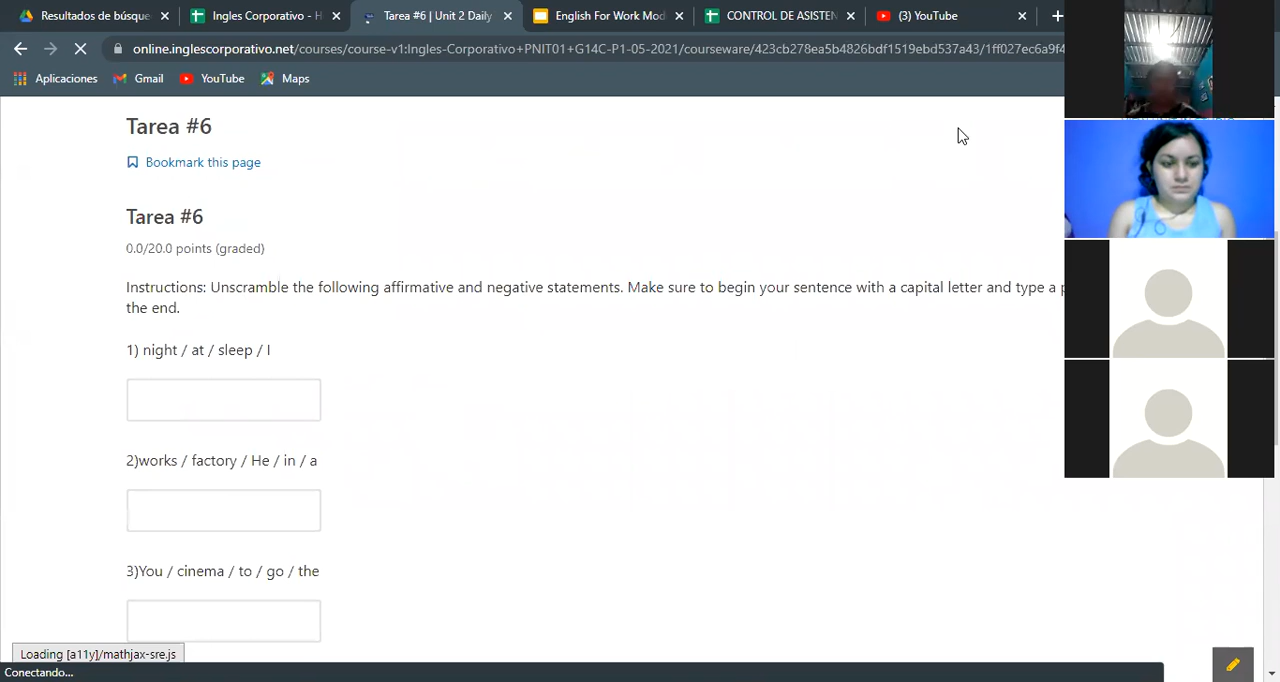 Resultados de búsque
Ingles Corporativo - H
Tarea #6 | Unit 2 Daily
English For Work Mod
CONTROL DE ASISTEN
(3) YouTube
online.inglescorporativo.net/courses/course-v1:Ingles-Corporativo+PNIT01+G14C-P1-05-2021/courseware/423cb278ea5b4826bdf1519ebd537a43/1ff027ec6a9f4
Aplicaciones
Gmail
YouTube
Maps
Tarea #6
Bookmark this page
Tarea #6
0.0/20.0 points (graded)
Instructions: Unscramble the following affirmative and negative statements. Make sure to begin your sentence with a capital letter and type a p
the end.
1) night / at / sleep / I
2)works / factory / He / in / a
3)You / cinema / to / go / the
Loading [a11y]/mathjax-sre.js
Conectando...